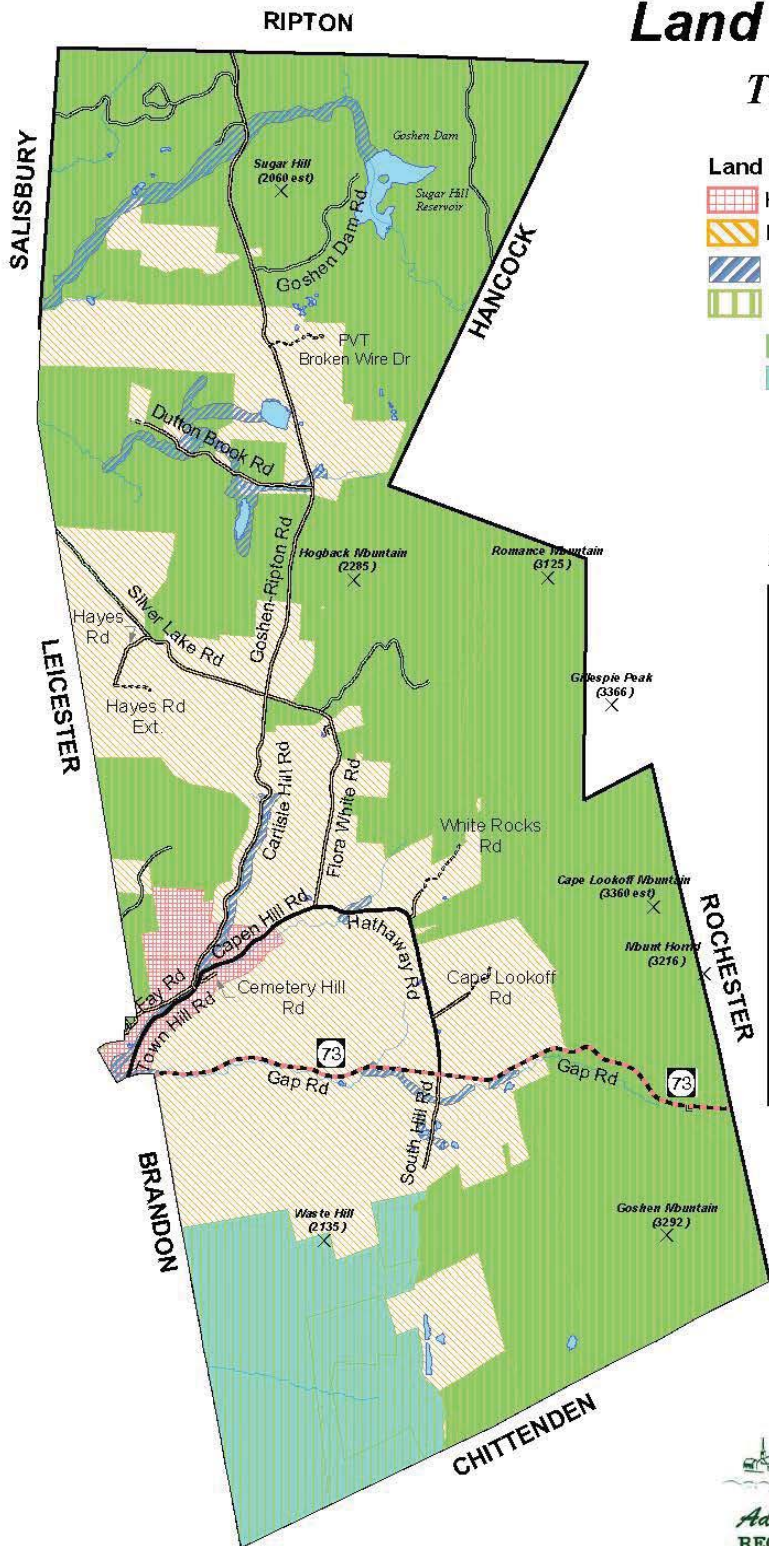 RIPTON
Land
T
SALISBURY
Goshen Dam
Sugar Hill
(2060 est)
Sugar Hill
Reservoir
Land
Goshen Dam Rd
HANCOCK
PVT
Broken Wire Dr
Dutton Brook Rd
Goshen-Ripton Rd
Hogback Mountain
(2285)
Romance Mountain
(3125)
Silver Lake Rd
Hayes
Rd
LEICESTER
Hayes Rd
Ext.
Gillespie Peak
(3366)
Carlisle Hill Rd
Flora White Rd
White Rocks
Rd
Cape Lookoff Mountain
(3360 est)
ROCHESTER
Capen Hill Rd
Hathaway Rd
Mount Horrid
(3216)
Cape Lookoff
Rd
Fay Rd
Cemetery Hill
Rd
Town Hill Rd
73
Gap Rd
Gap Rd
73
South Hill Rd
BRANDON
Waste Hill
(2135)
Goshen Mountain
(3292)
CHITTENDEN
Ad
REG